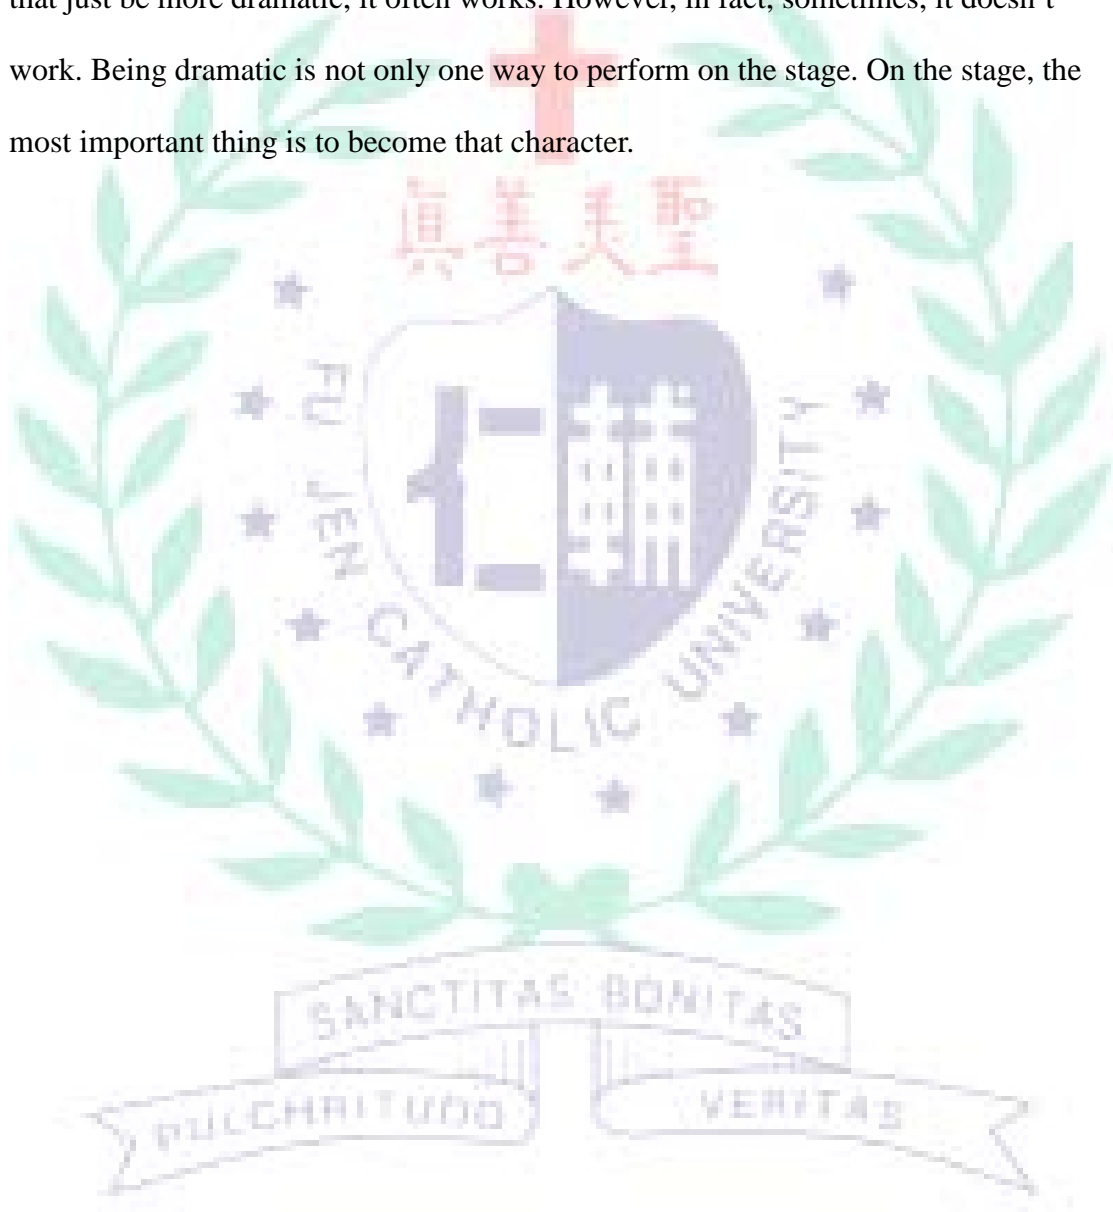 that just be more dramatic, it often works. However, in fact, sometimes, it doesn't
work. Being dramatic is not only one way to perform on the stage. On the stage, the
most important thing is to become that character.
真善美聖
FU JEN CATHOLIC UNIVERSITY
仁輔
SANCTITAS BONITAS
PULCHRITUDO VERITAS